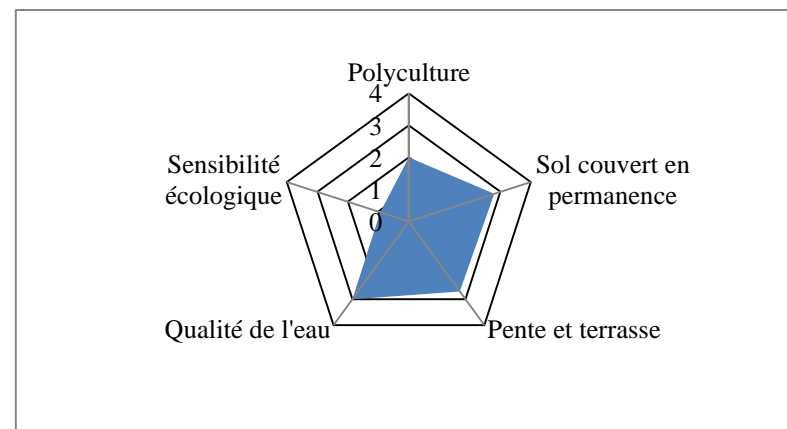 Polyculture
4
3
2
1
0
Sol couvert en
permanence
Pente et terrasse
Qualité de l'eau
Sensibilité
écologique